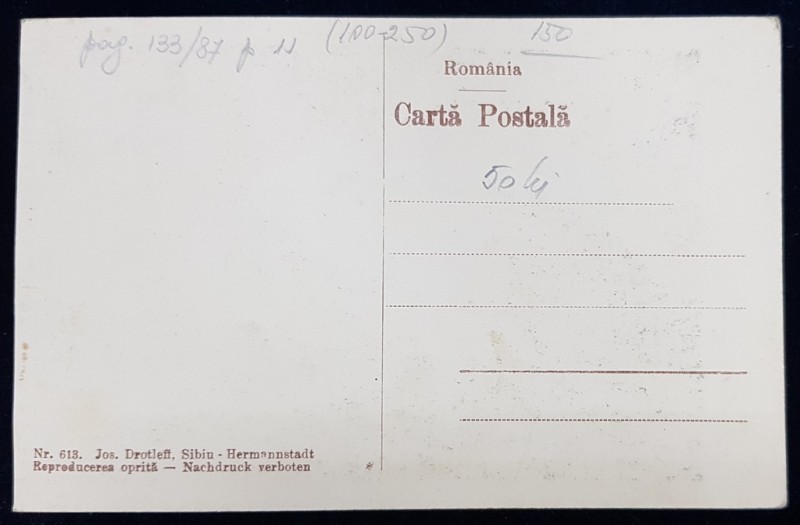 pag. 133/87 p 11 (100-250) 150
România
Cartă Postală
50 lei
Nr. 613. Jos. Drotleff, Sibiu - Hermannstadt
Reproducerea oprită — Nachdruck verboten